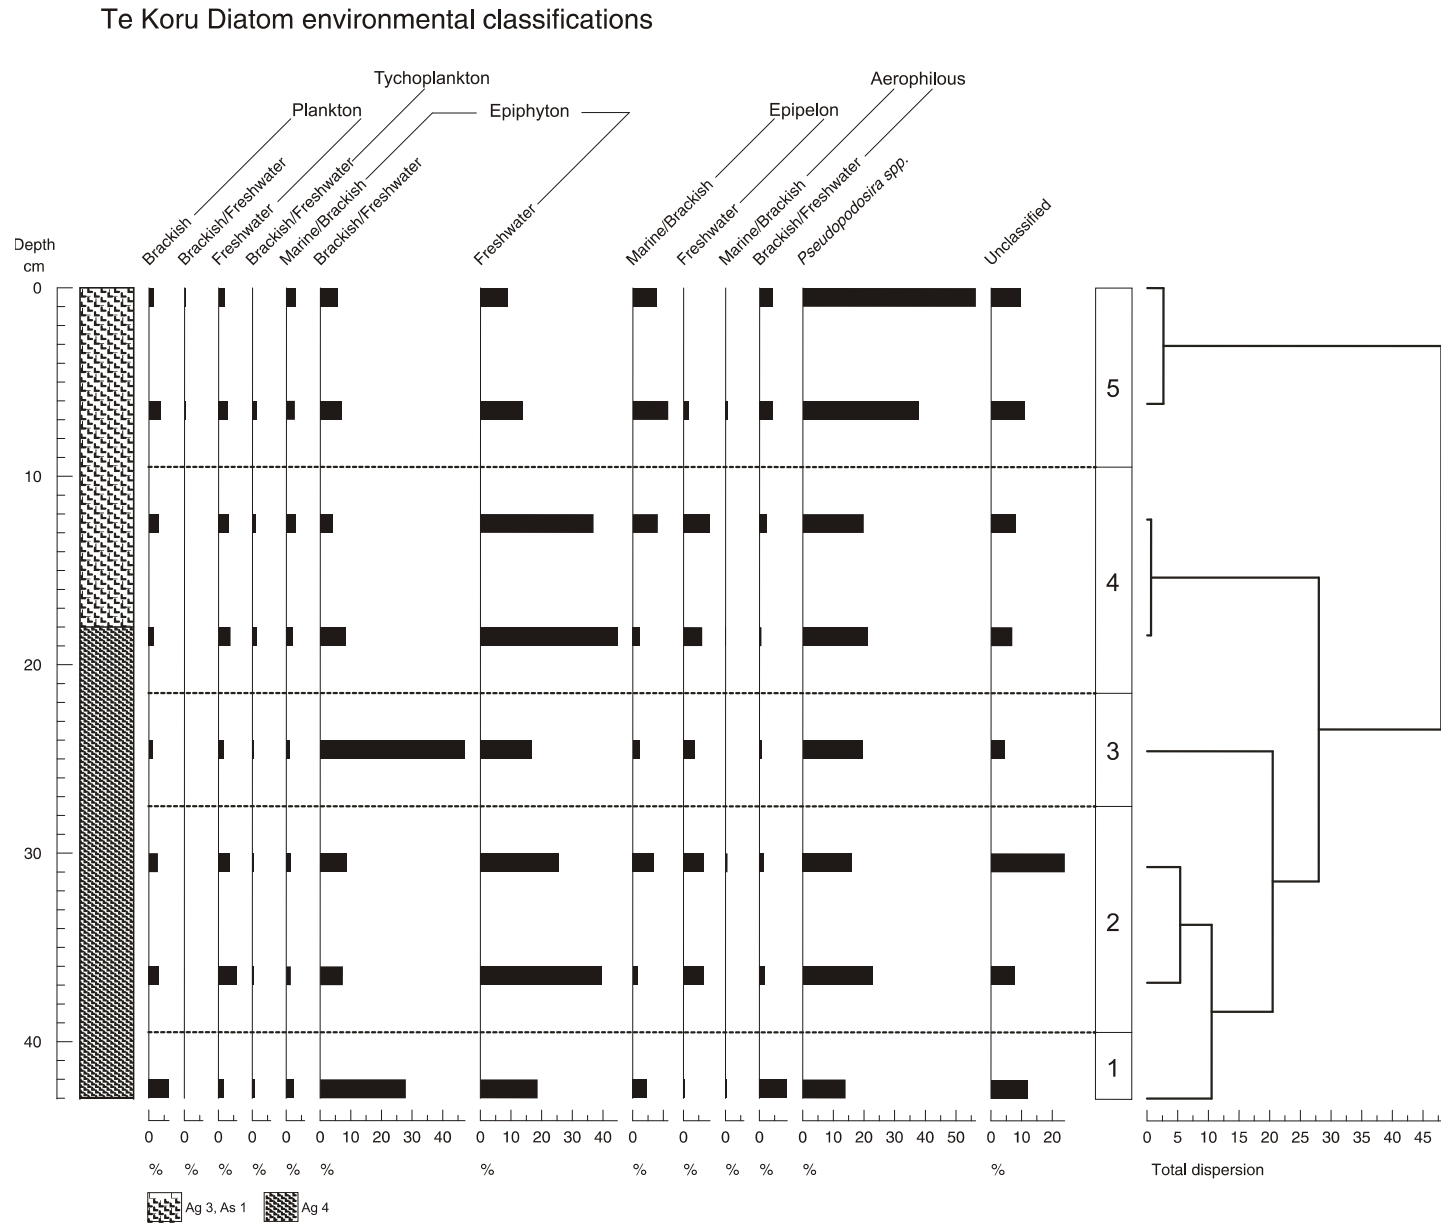 Te Koru Diatom environmental classifications
Tychoplankton
Aerophilous
Plankton
Epiphyton
Epipelon
Brackish
Brackish/Freshwater
Freshwater
Brackish/Freshwater
Marine/Brackish
Brackish/Freshwater
Freshwater
Marine/Brackish
Freshwater
Marine/Brackish
Brackish/Freshwater
Pseudopodosira spp.
Unclassified
Depth
cm
0
10
20
30
40
5
4
3
2
1
0 0 0 0 0 0 10 20 30 40 0 10 20 30 40 0 0 0 0 0 10 20 30 40 50 0 10 20 0 5 10 15 20 25 30 35 40 45
% % % % % % % % % % % % % Total dispersion
Ag 3, As 1 Ag 4